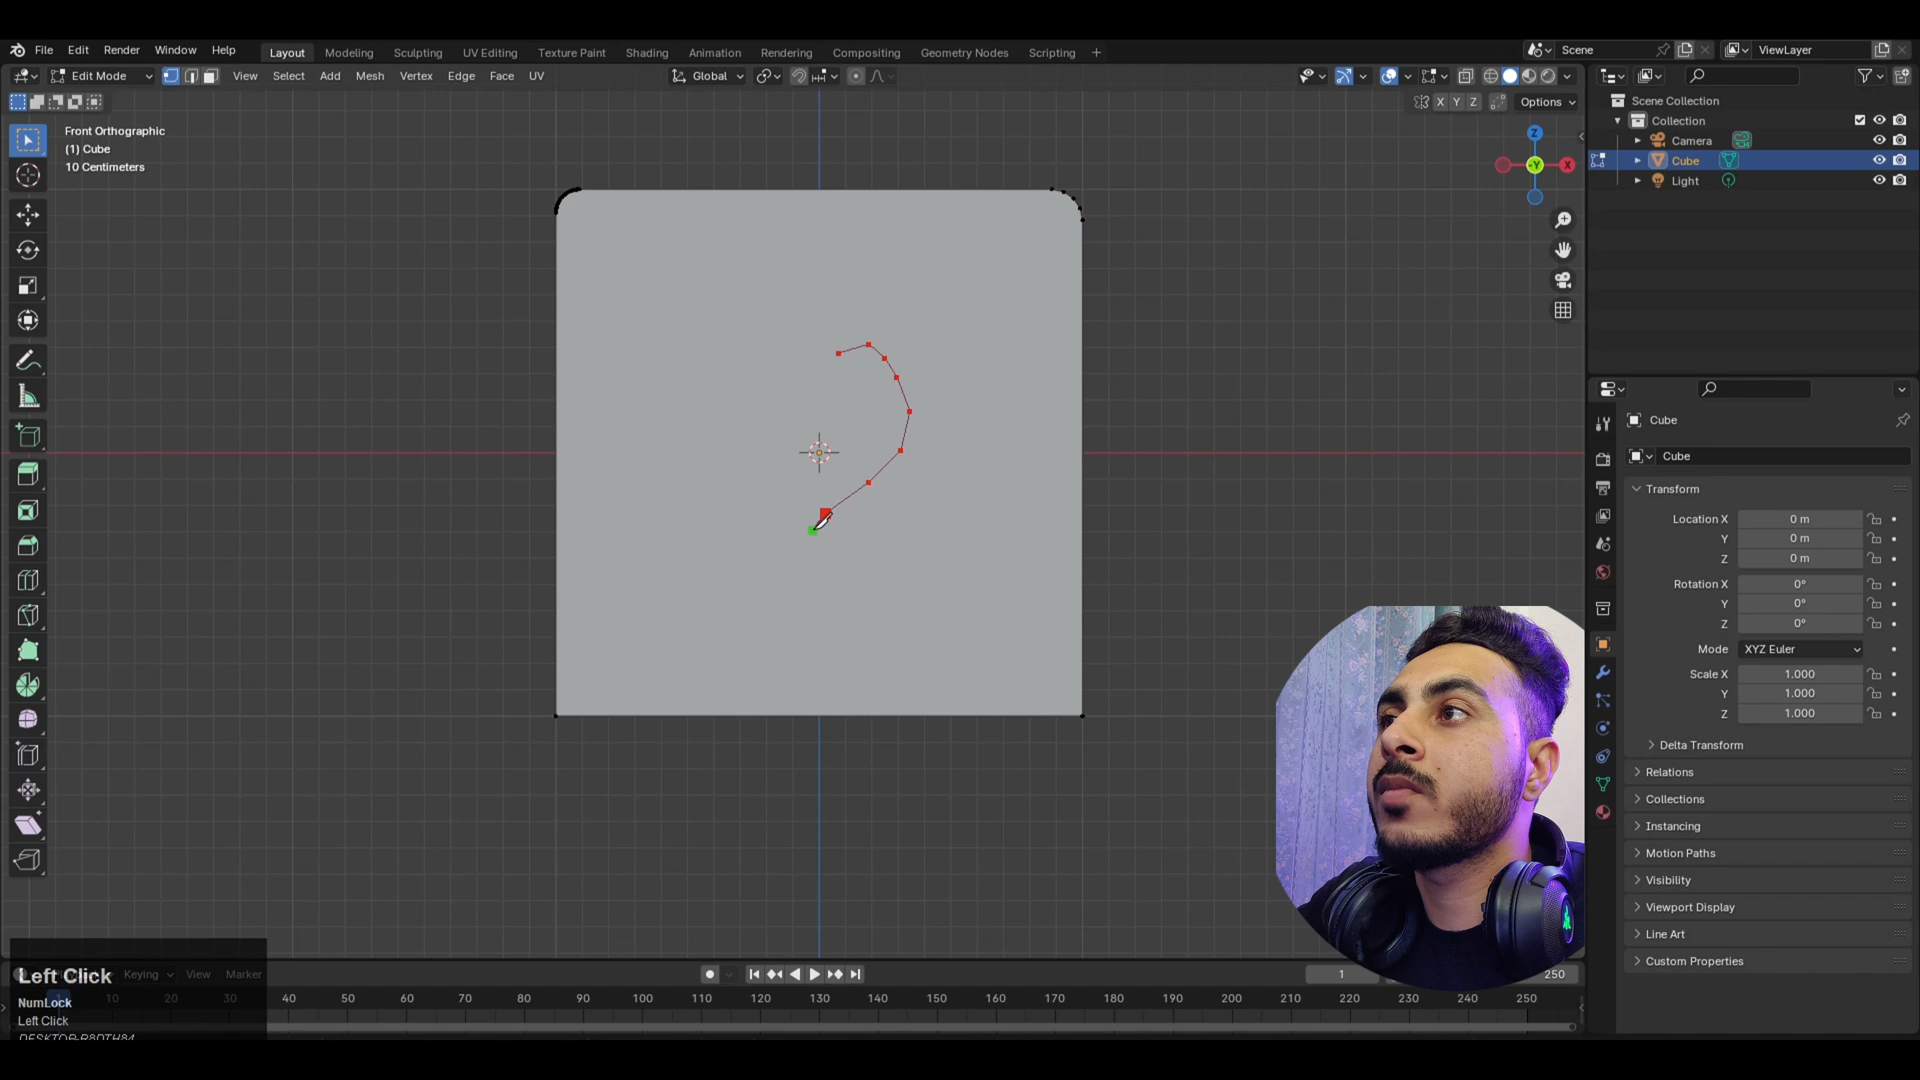 File Edit Render Window Help Layout Modeling Sculpting UV Editing Texture Paint Shading Animation Rendering Compositing Geometry Nodes Scripting +
Scene
ViewLayer
Edit Mode View Select Add Mesh Vertex Edge Face UV
Global
X Y Z
Options
Front Orthographic
(1) Cube
10 Centimeters
Z
-Y
X
Scene Collection
Collection
Camera
Cube
Light
Cube
Cube
Transform
Location X 0 m
Y 0 m
Z 0 m
Rotation X 0°
Y 0°
Z 0°
Mode XYZ Euler
Scale X 1.000
Y 1.000
Z 1.000
Delta Transform
Relations
Collections
Instancing
Motion Paths
Visibility
Viewport Display
Line Art
Custom Properties
Keying View Marker
1
250
Left Click
NumLock
Left Click
DESKTOP-R8DTH84
10 20 30 40 50 60 70 80 90 100 110 120 130 140 150 160 170 180 190 200 210 220 230 240 250